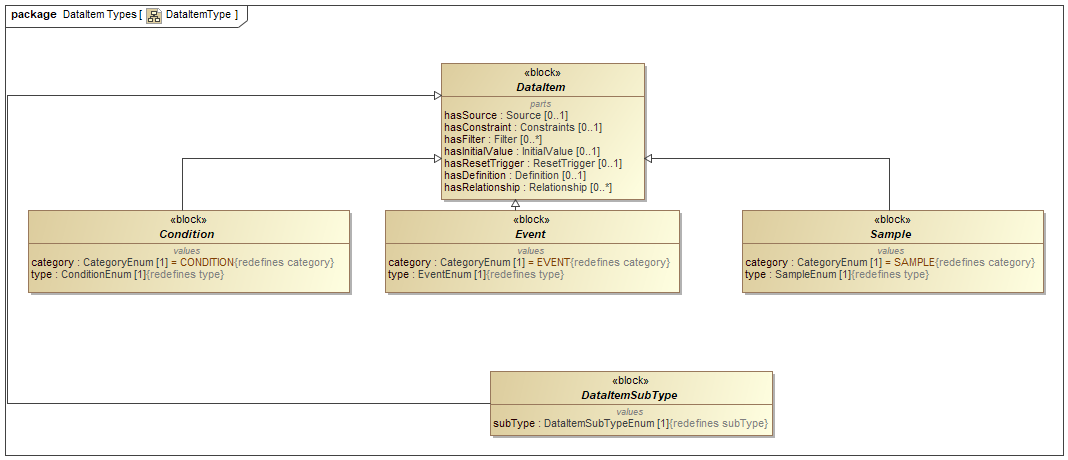 package DataItem Types [ DataItemType ]
«block»
DataItem
parts
hasSource : Source [0..1]
hasConstraint : Constraints [0..1]
hasFilter : Filter [0..*]
hasInitialValue : InitialValue [0..1]
hasResetTrigger : ResetTrigger [0..1]
hasDefinition : Definition [0..1]
hasRelationship : Relationship [0..*]
«block»
Condition
values
category : CategoryEnum [1] = CONDITION{redefines category}
type : ConditionEnum [1]{redefines type}
«block»
Event
values
category : CategoryEnum [1] = EVENT{redefines category}
type : EventEnum [1]{redefines type}
«block»
Sample
values
category : CategoryEnum [1] = SAMPLE{redefines category}
type : SampleEnum [1]{redefines type}
«block»
DataItemSubType
values
subType : DataItemSubTypeEnum [1]{redefines subType}